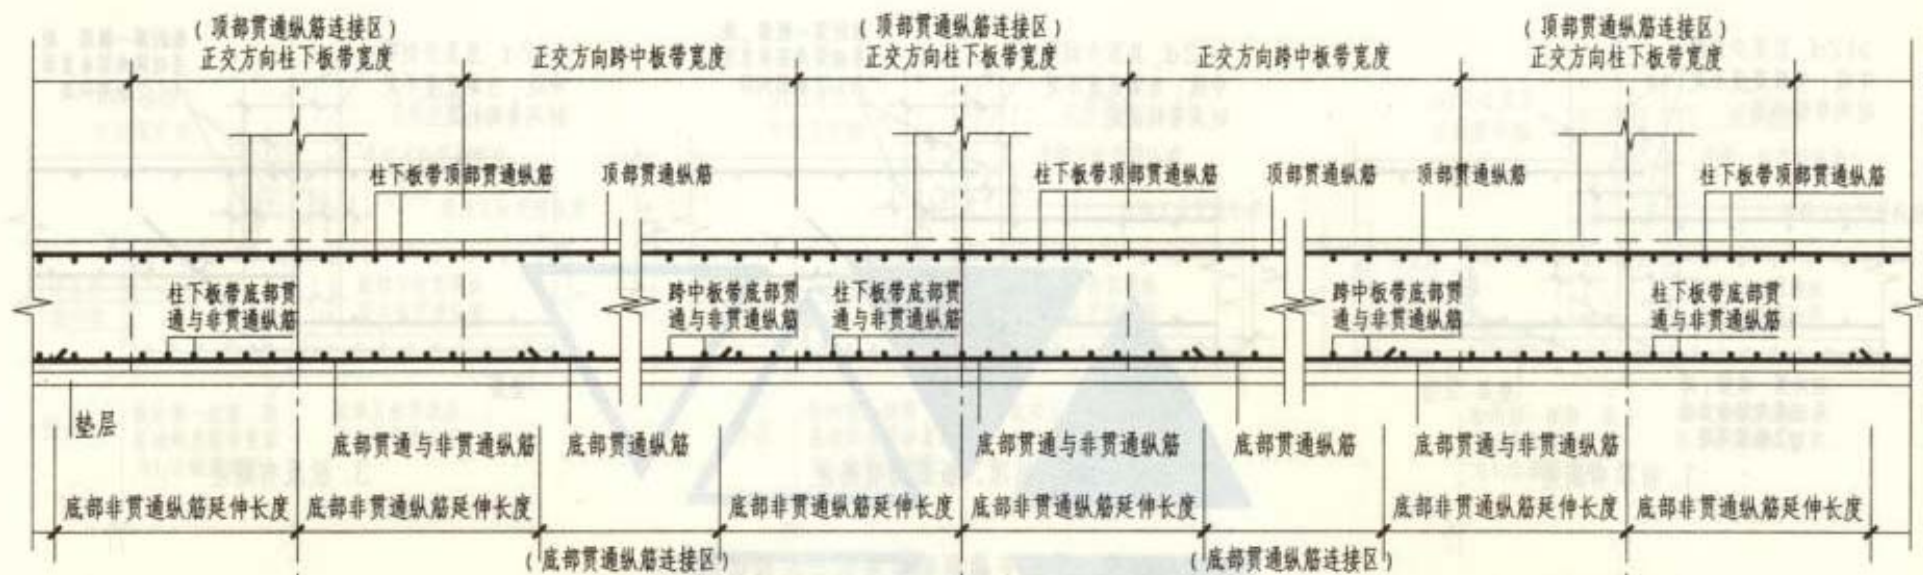 (顶部贯通纵筋连接区)
正交方向柱下板带宽度
正交方向跨中板带宽度
(顶部贯通纵筋连接区)
正交方向柱下板带宽度
正交方向跨中板带宽度
(顶部贯通纵筋连接区)
正交方向柱下板带宽度
柱下板带顶部贯通纵筋
顶部贯通纵筋
柱下板带顶部贯通纵筋
顶部贯通纵筋
顶部贯通纵筋
柱下板带顶部贯通纵筋
柱下板带底部贯
通与非贯通纵筋
跨中板带底部贯
通与非贯通纵筋
柱下板带底部贯
通与非贯通纵筋
跨中板带底部贯
通与非贯通纵筋
柱下板带底部贯
通与非贯通纵筋
垫层
底部贯通与非贯通纵筋
底部贯通纵筋
底部贯通与非贯通纵筋
底部贯通纵筋
底部贯通与非贯通纵筋
底部非贯通纵筋延伸长度
底部非贯通纵筋延伸长度
底部非贯通纵筋延伸长度
底部非贯通纵筋延伸长度
底部非贯通纵筋延伸长度
底部非贯通纵筋延伸长度
(底部贯通纵筋连接区)
(底部贯通纵筋连接区)